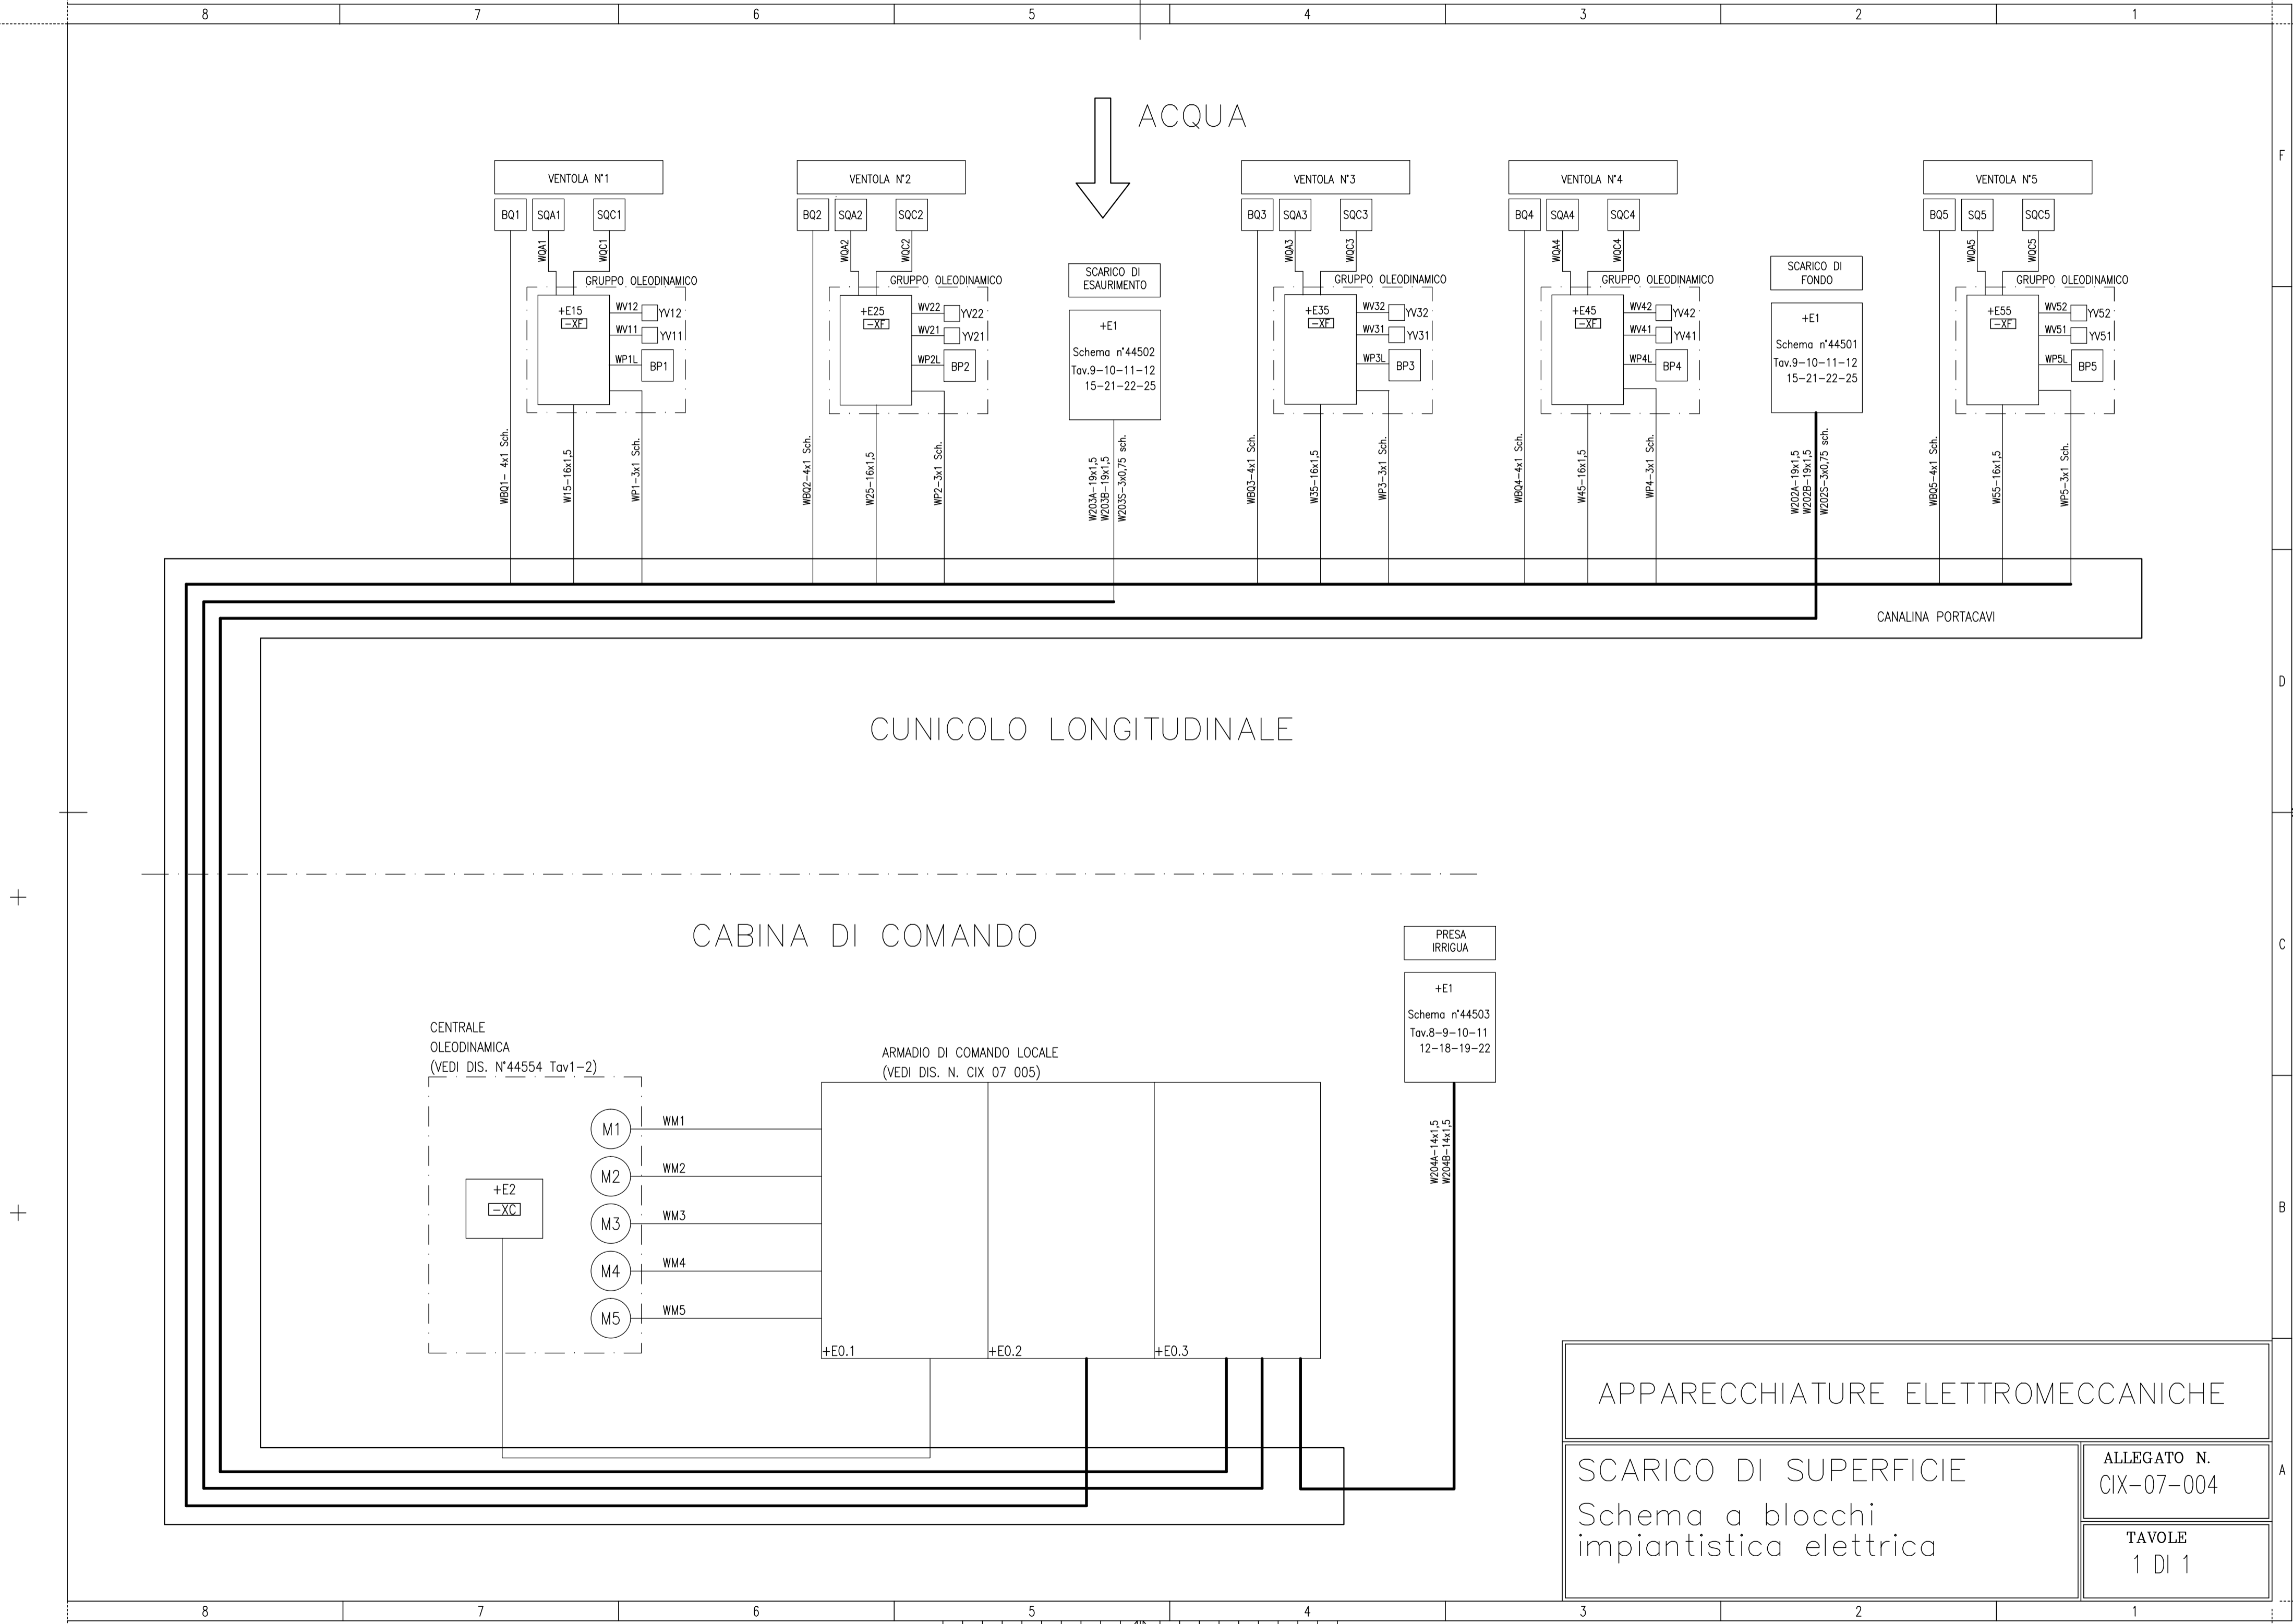 8 7 6 5 4 3 2 1
ACQUA
VENTOLA N°1
BQ1 SQA1 SQC1
WQA1
WQC1
GRUPPO OLEODINAMICO
+E15
-XF
WV12 YV12
WV11 YV11
WP1L BP1
WBQ1- 4x1 Sch.
W15-16x1,5
WP1-3x1 Sch.
VENTOLA N°2
BQ2 SQA2 SQC2
WQA2
WQC2
GRUPPO OLEODINAMICO
+E25
-XF
WV22 YV22
WV21 YV21
WP2L BP2
WBQ2-4x1 Sch.
W25-16x1,5
WP2-3x1 Sch.
SCARICO DI
ESAURIMENTO
+E1
Schema n°44502
Tav.9-10-11-12
15-21-22-25
W203A-19x1,5
W203B-19x1,5
W203S-3x0,75 sch.
VENTOLA N°3
BQ3 SQA3 SQC3
WQA3
WQC3
GRUPPO OLEODINAMICO
+E35
-XF
WV32 YV32
WV31 YV31
WP3L BP3
WBQ3-4x1 Sch.
W35-16x1,5
WP3-3x1 Sch.
VENTOLA N°4
BQ4 SQA4 SQC4
WQA4
WQC4
GRUPPO OLEODINAMICO
+E45
-XF
WV42 YV42
WV41 YV41
WP4L BP4
WBQ4-4x1 Sch.
W45-16x1,5
WP4-3x1 Sch.
SCARICO DI
FONDO
+E1
Schema n°44501
Tav.9-10-11-12
15-21-22-25
W202A-19x1,5
W202B-19x1,5
W202S-3x0,75 sch.
VENTOLA N°5
BQ5 SQ5 SQC5
WQA5
WQC5
GRUPPO OLEODINAMICO
+E55
-XF
WV52 YV52
WV51 YV51
WP5L BP5
WBQ5-4x1 Sch.
W55-16x1,5
WP5-3x1 Sch.
F
CANALINA PORTACAVI
D
CUNICOLO LONGITUDINALE
CABINA DI COMANDO
C
PRESA
IRRIGUA
+E1
Schema n°44503
Tav.8-9-10-11
12-18-19-22
W204A-14x1,5
W204B-14x1,5
CENTRALE
OLEODINAMICA
(VEDI DIS. N°44554 Tav1-2)
+E2
-XC
M1 WM1
M2 WM2
M3 WM3
M4 WM4
M5 WM5
ARMADIO DI COMANDO LOCALE
(VEDI DIS. N. CIX 07 005)
+E0.1 +E0.2 +E0.3
B
APPARECCHIATURE ELETTROMECCANICHE
SCARICO DI SUPERFICIE
Schema a blocchi
impiantistica elettrica
ALLEGATO N.
CIX-07-004
TAVOLE
1 DI 1
A
8 7 6 5 4 3 2 1